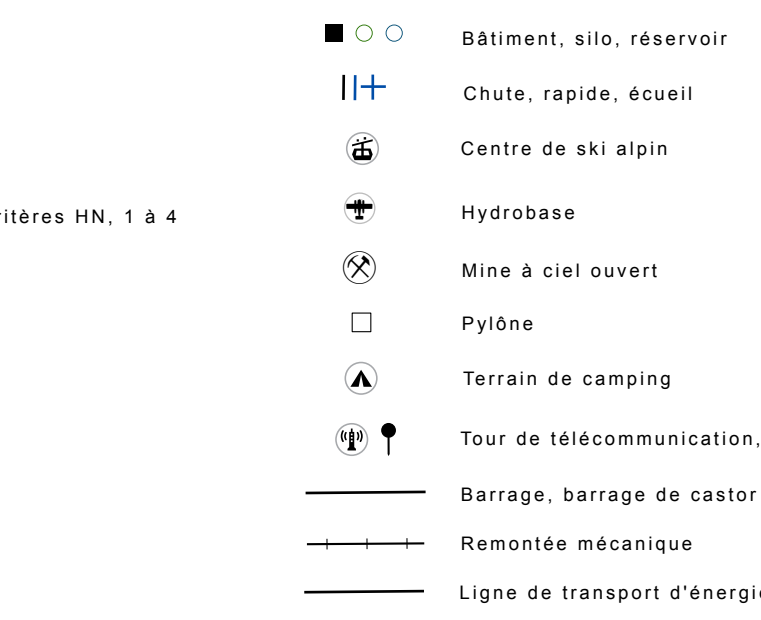 Bâtiment, silo, réservoir
Chute, rapide, écueil
Centre de ski alpin
ritères HN, 1 à 4
Hydrobase
Mine à ciel ouvert
Pylône
Terrain de camping
Tour de télécommunication,
Barrage, barrage de castor
Remontée mécanique
Ligne de transport d'énergie